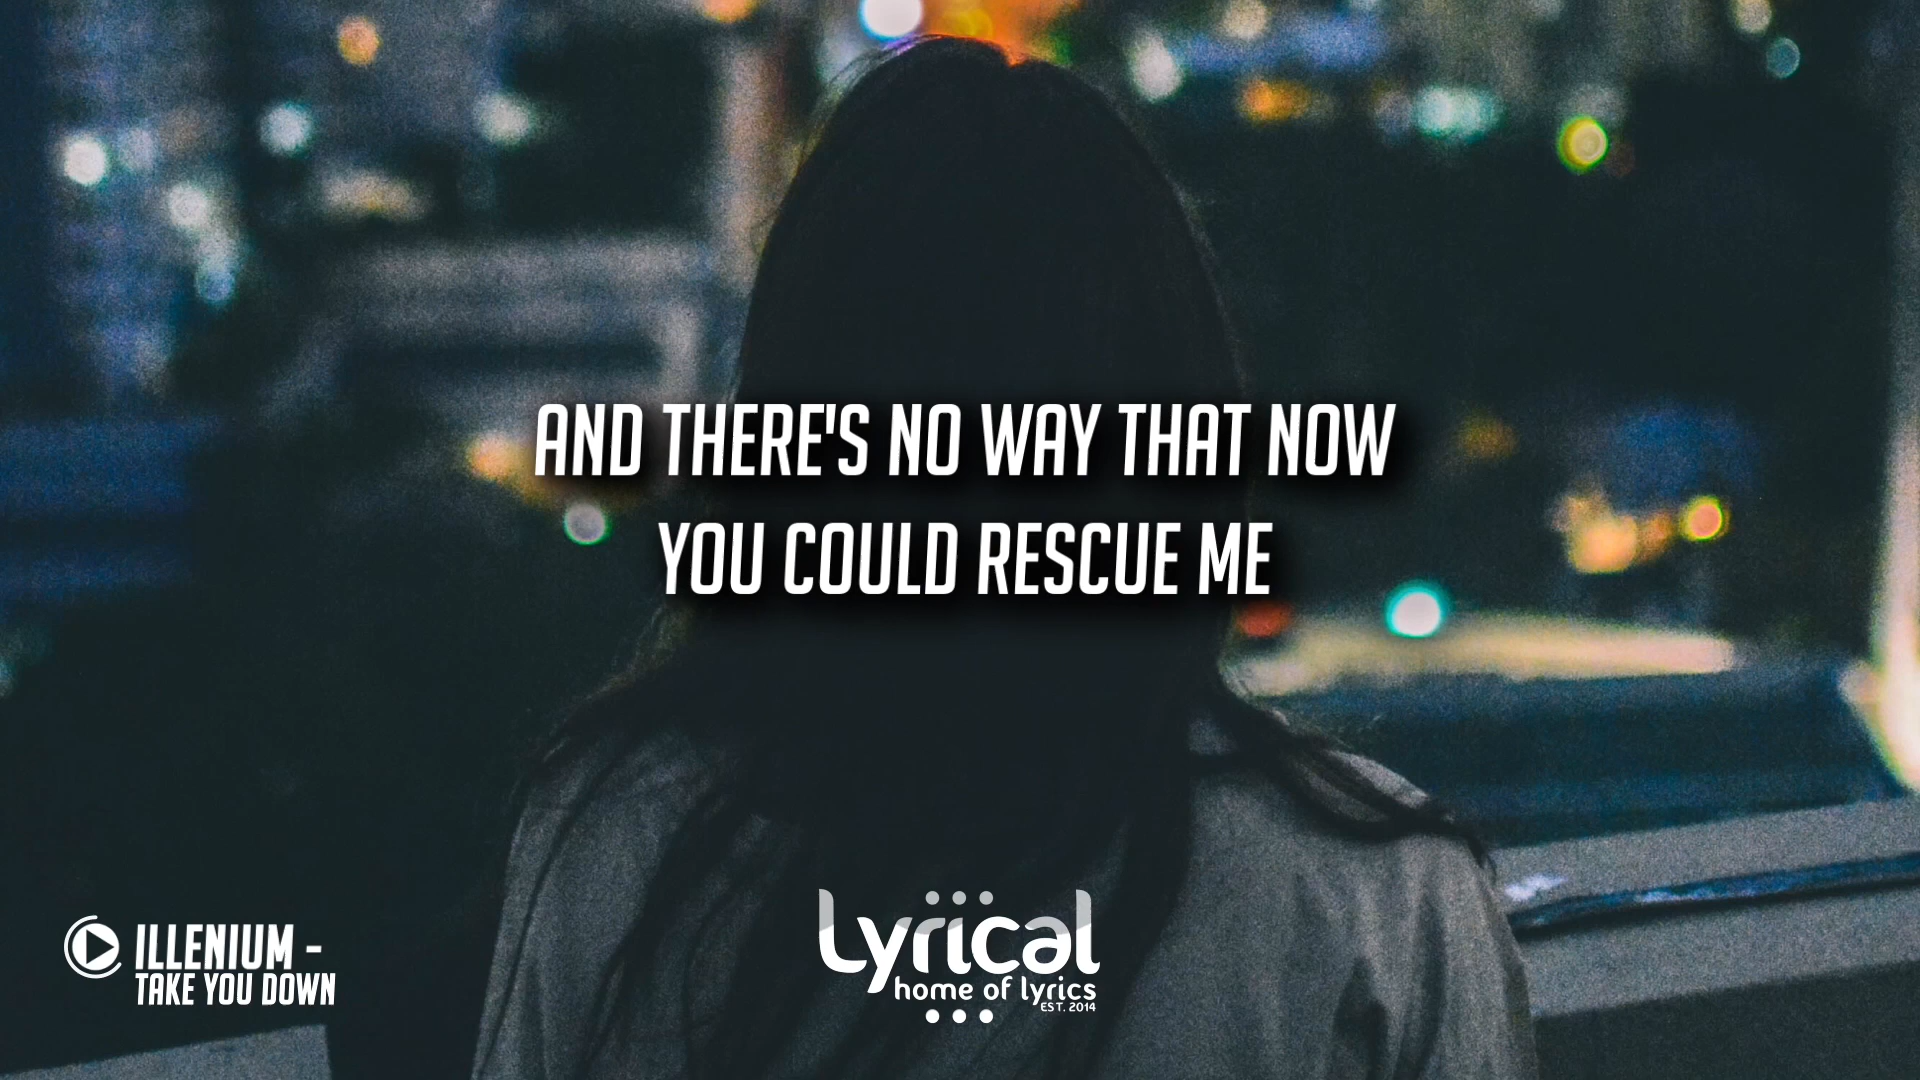 AND THERE'S NO WAY THAT NOW
YOU COULD RESCUE ME
ILLENIUM -
TAKE YOU DOWN
Lyrical
home of lyrics
EST. 2014